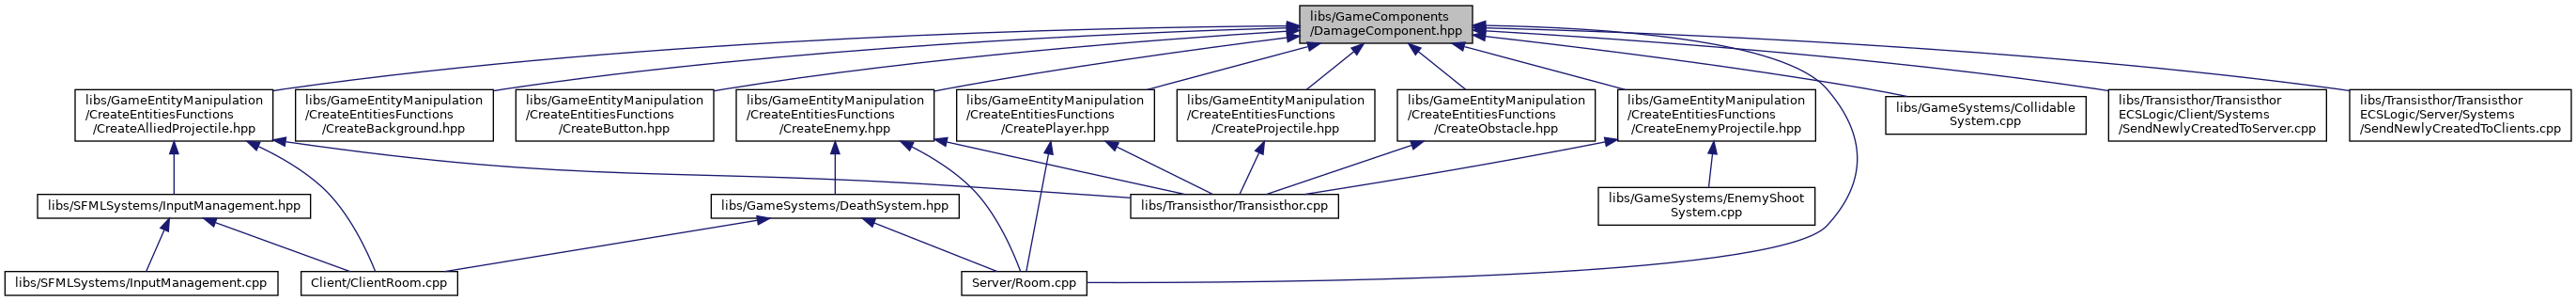 libs/GameComponents
/DamageComponent.hpp
libs/GameEntityManipulation
/CreateEntitiesFunctions
/CreateAlliedProjectile.hpp
libs/GameEntityManipulation
/CreateEntitiesFunctions
/CreateBackground.hpp
libs/GameEntityManipulation
/CreateEntitiesFunctions
/CreateButton.hpp
libs/GameEntityManipulation
/CreateEntitiesFunctions
/CreateEnemy.hpp
libs/GameEntityManipulation
/CreateEntitiesFunctions
/CreatePlayer.hpp
libs/GameEntityManipulation
/CreateEntitiesFunctions
/CreateProjectile.hpp
libs/GameEntityManipulation
/CreateEntitiesFunctions
/CreateObstacle.hpp
libs/GameEntityManipulation
/CreateEntitiesFunctions
/CreateEnemyProjectile.hpp
libs/GameSystems/Collidable
System.cpp
libs/Transisthor/Transisthor
ECSLogic/Client/Systems
/SendNewlyCreatedToServer.cpp
libs/Transisthor/Transisthor
ECSLogic/Server/Systems
/SendNewlyCreatedToClients.cpp
libs/SFMLSystems/InputManagement.hpp
libs/GameSystems/DeathSystem.hpp
libs/Transisthor/Transisthor.cpp
libs/GameSystems/EnemyShoot
System.cpp
libs/SFMLSystems/InputManagement.cpp
Client/ClientRoom.cpp
Server/Room.cpp